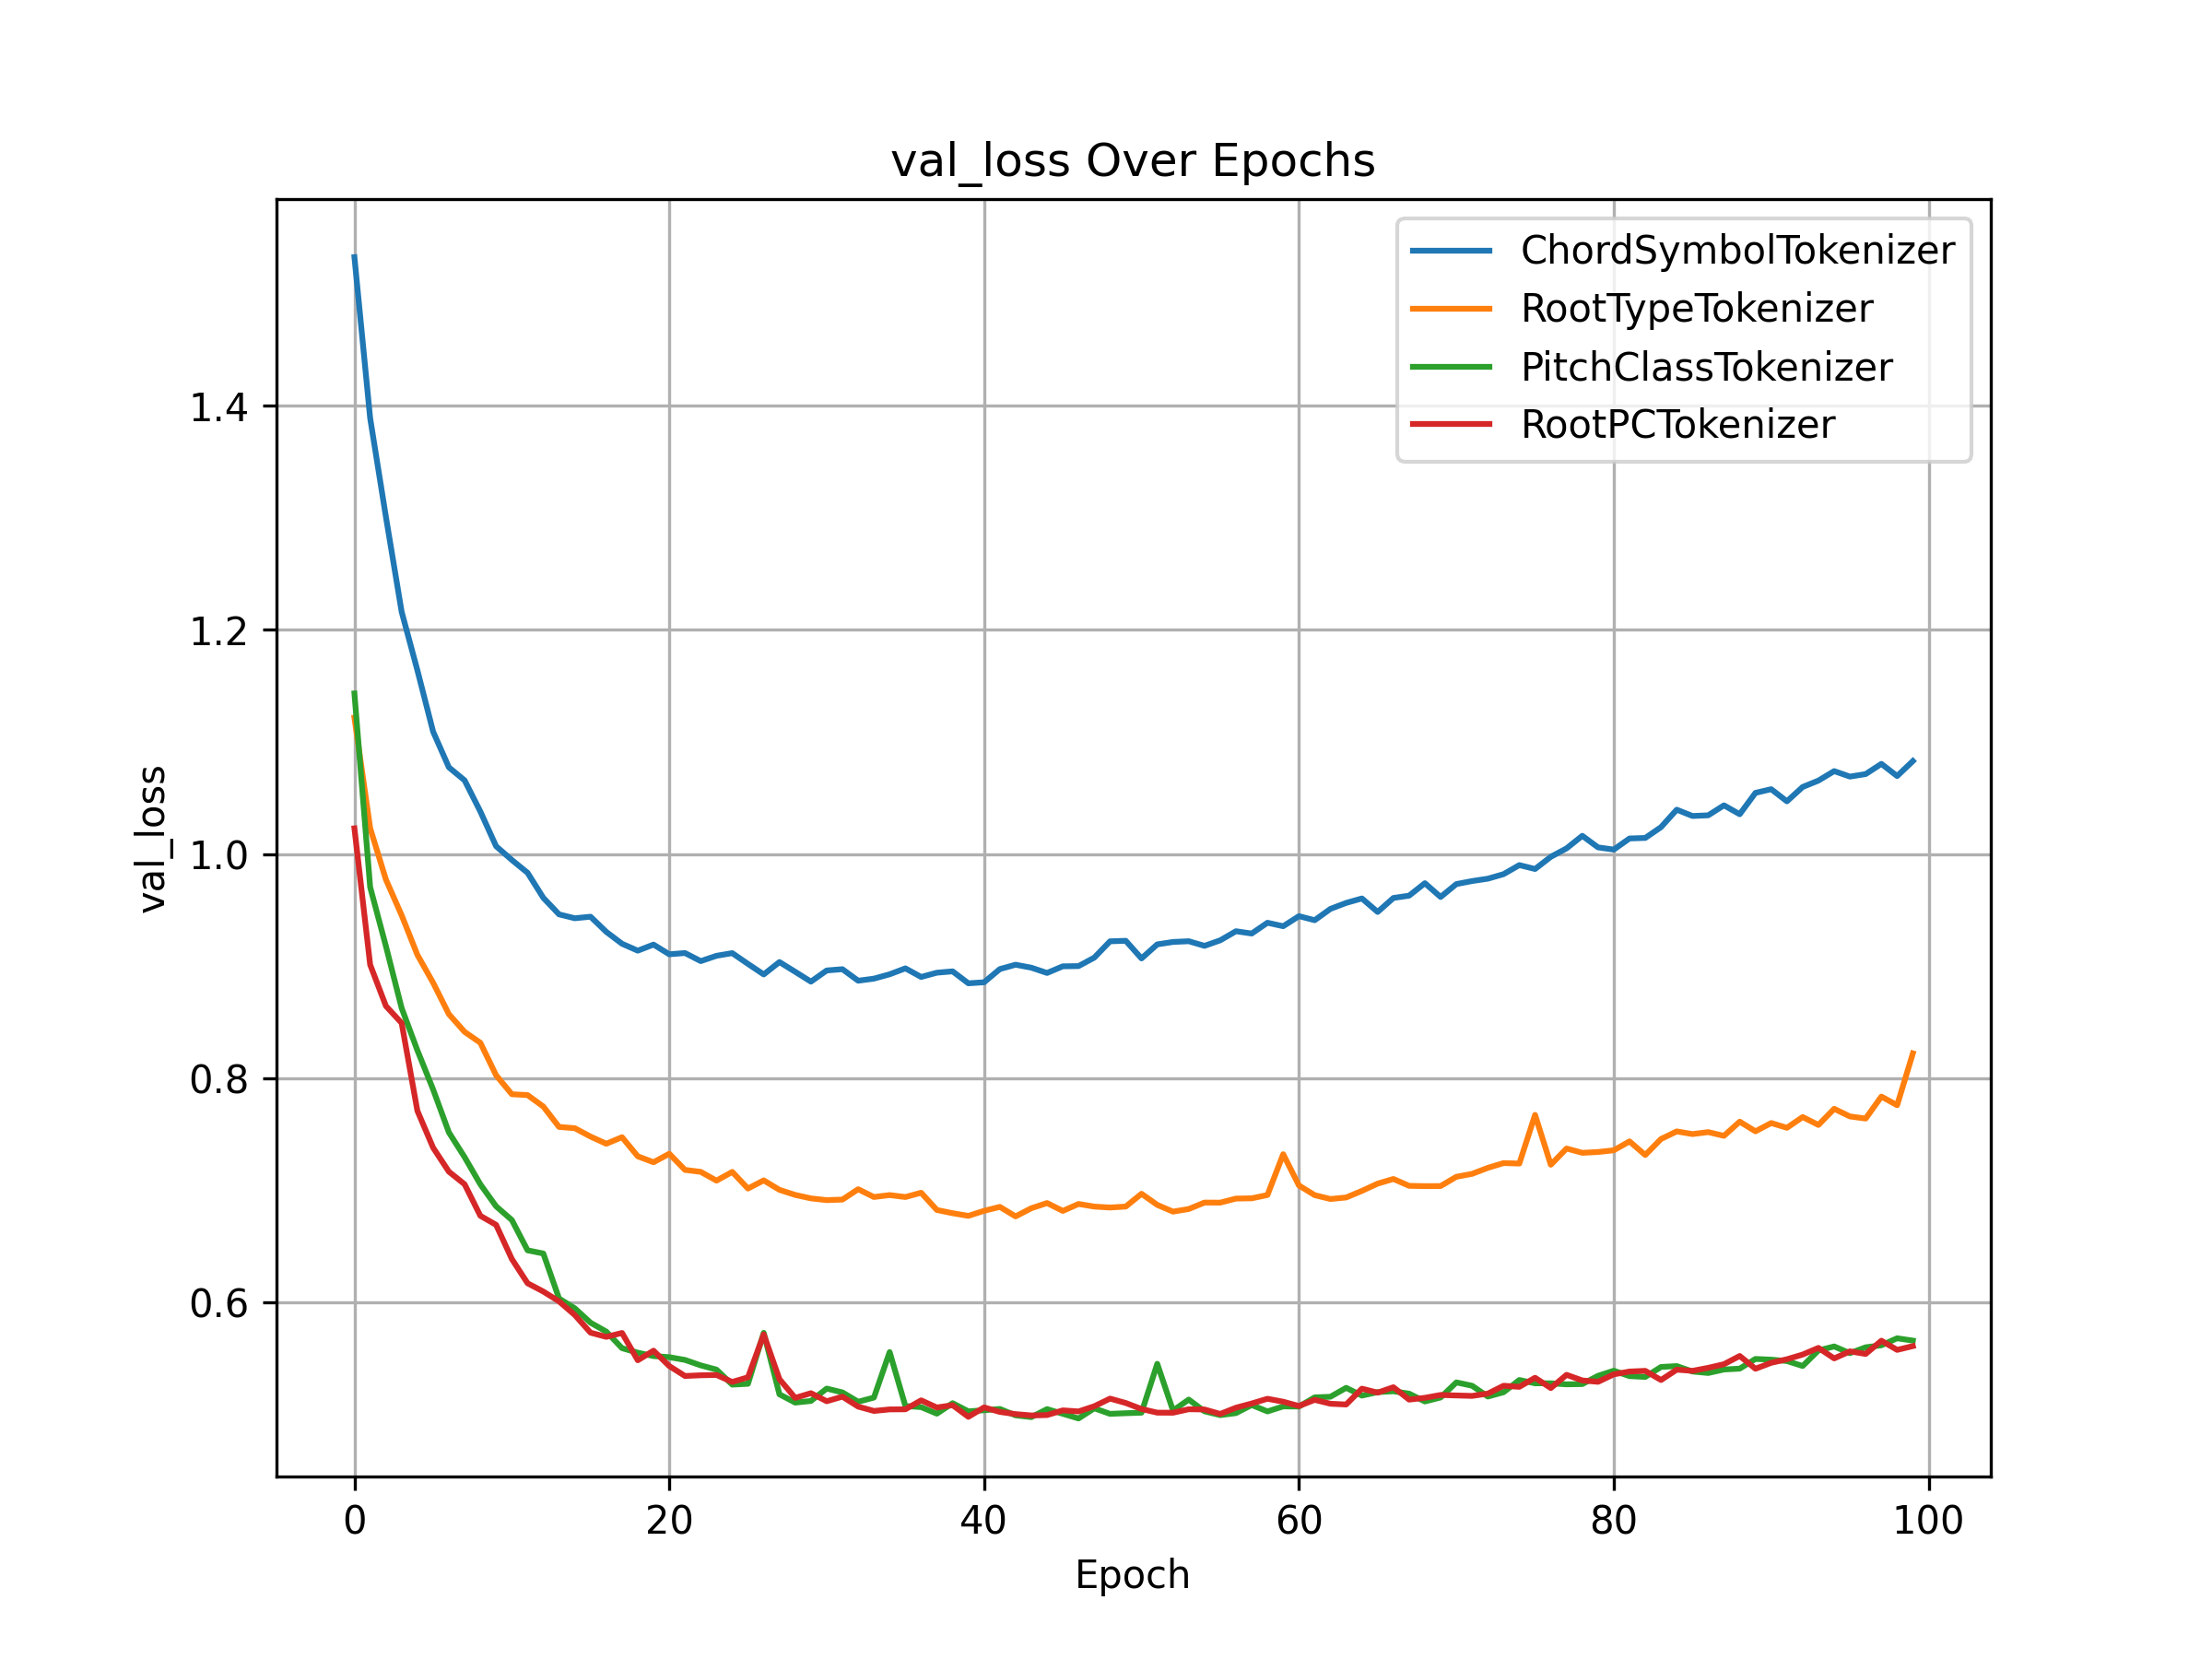 val_loss Over Epochs
ChordSymbolTokenizer
RootTypeTokenizer
PitchClassTokenizer
RootPCTokenizer
val_loss
1.4
1.2
1.0
0.8
0.6
0 20 40 60 80 100
Epoch